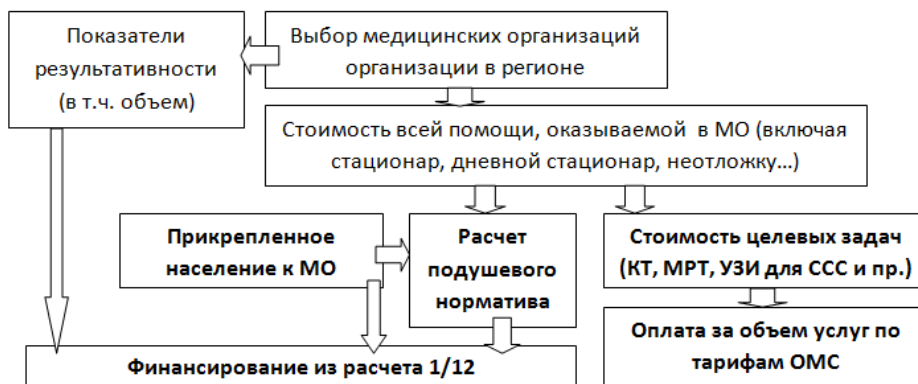 Показатели
результативности
(в т.ч. объем)
Выбор медицинских организаций
организации в регионе
Стоимость всей помощи, оказываемой в МО (включая
стационар, дневной стационар, неотложку...)
Прикрепленное
население к МО
Расчет
подушевого
норматива
Стоимость целевых задач
(КТ, МРТ, УЗИ для ССС и пр.)
Оплата за объем услуг по
тарифам ОМС
Финансирование из расчета 1/12